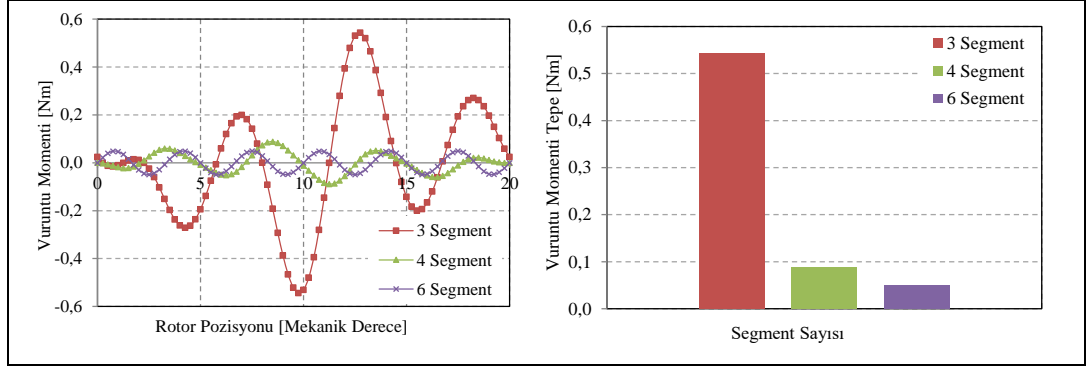 0,6
0,4
0,2
0,0
-0,2
-0,4
-0,6
Vuruntu Momenti [Nm]
0
5
10
15
20
3 Segment
4 Segment
6 Segment
Rotor Pozisyonu [Mekanik Derece]
0,6
0,5
0,4
0,3
0,2
0,1
0,0
Vuruntu Momenti Tepe [Nm]
3 Segment
4 Segment
6 Segment
Segment Sayısı